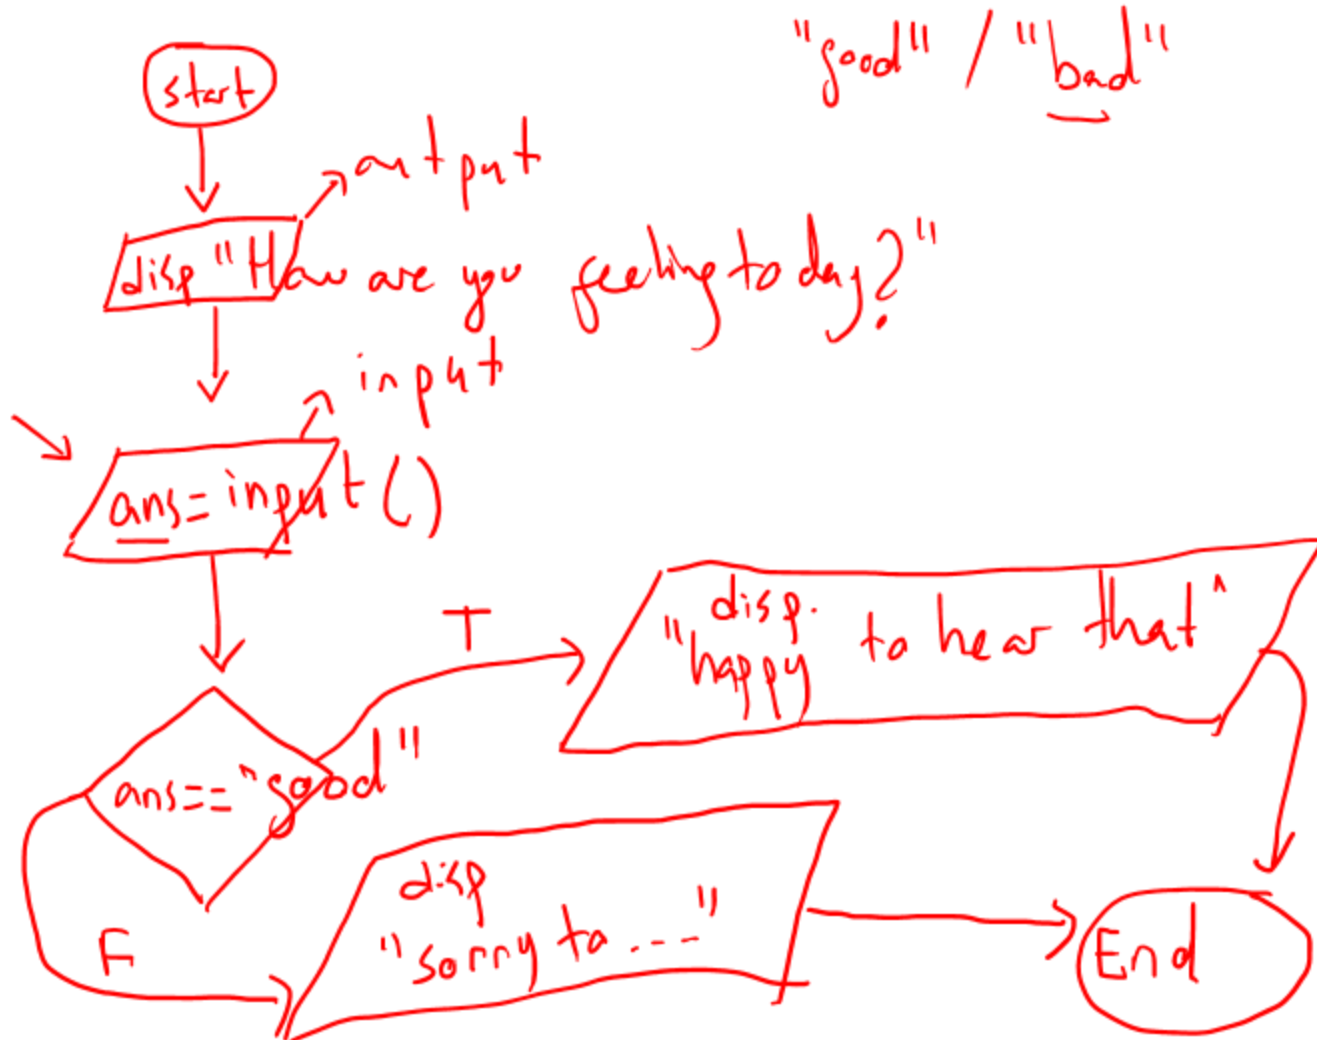 "good" / "bad"
start
output
disp "How are you feeling today?"
input
ans=input()
T
disp.
"happy to hear that"
ans=="good"
disp
"sorry to ---"
F
End